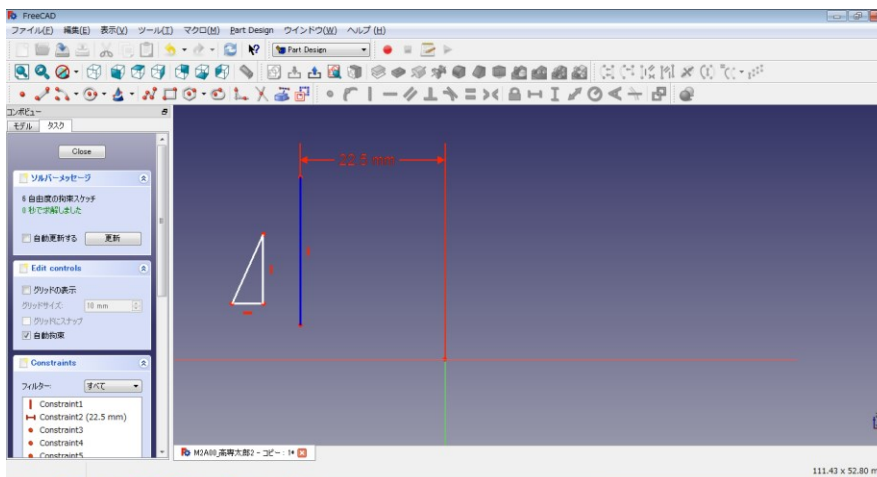 FreeCAD
ファイル(F) 編集(E) 表示(V) ツール(T) マクロ(M) Part Design ウインドウ(W) ヘルプ(H)
Part Design
コンボビュー
モデル タスク
Close
ソルバーメッセージ
6 自由度の拘束スケッチ
0 秒で求解しました
自動更新する 更新
Edit controls
グリッドの表示
グリッドサイズ: 10 mm
グリッドにスナップ
自動拘束
Constraints
フィルター: すべて
Constraint1
Constraint2 (22.5 mm)
Constraint3
Constraint4
Constraint5
22.5 mm
M2A00_高専太郎2 - コピー : 1*
111.43 x 52.80 m